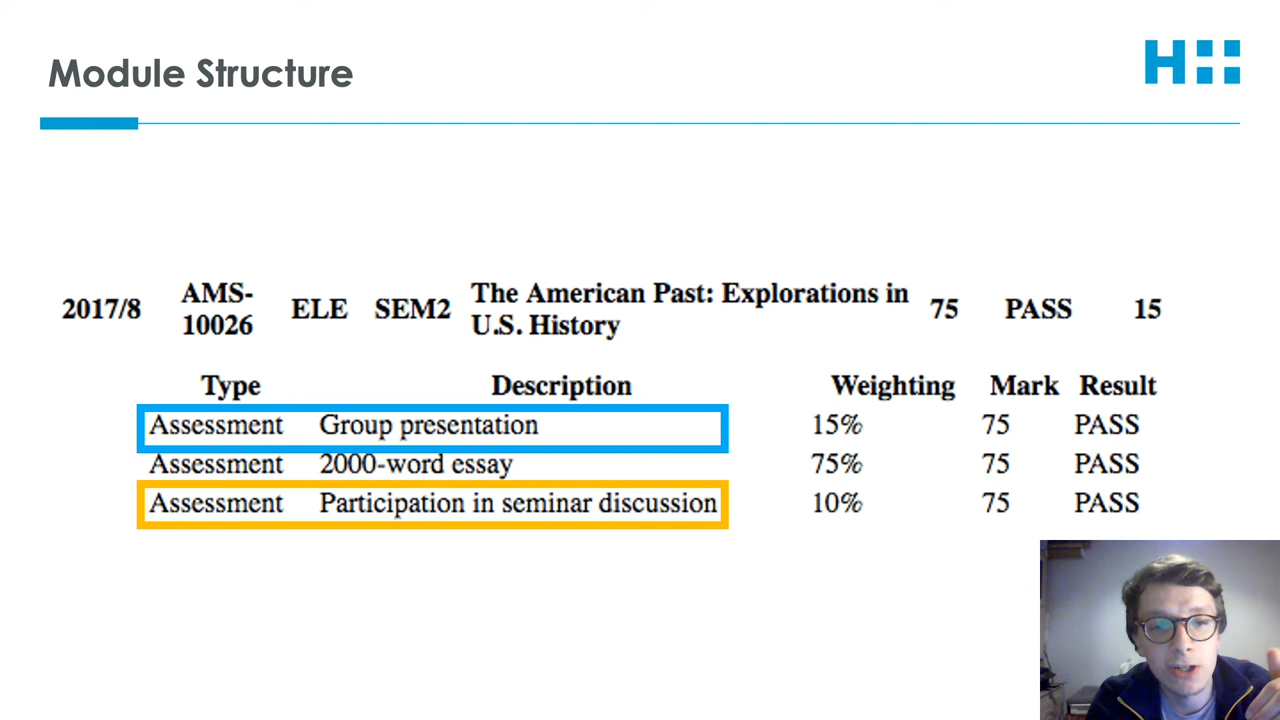 Module Structure
H
2017/8 AMS-10026 ELE SEM2 The American Past: Explorations in U.S. History 75 PASS 15
Type Description Weighting Mark Result
Assessment Group presentation 15% 75 PASS
Assessment 2000-word essay 75% 75 PASS
Assessment Participation in seminar discussion 10% 75 PASS